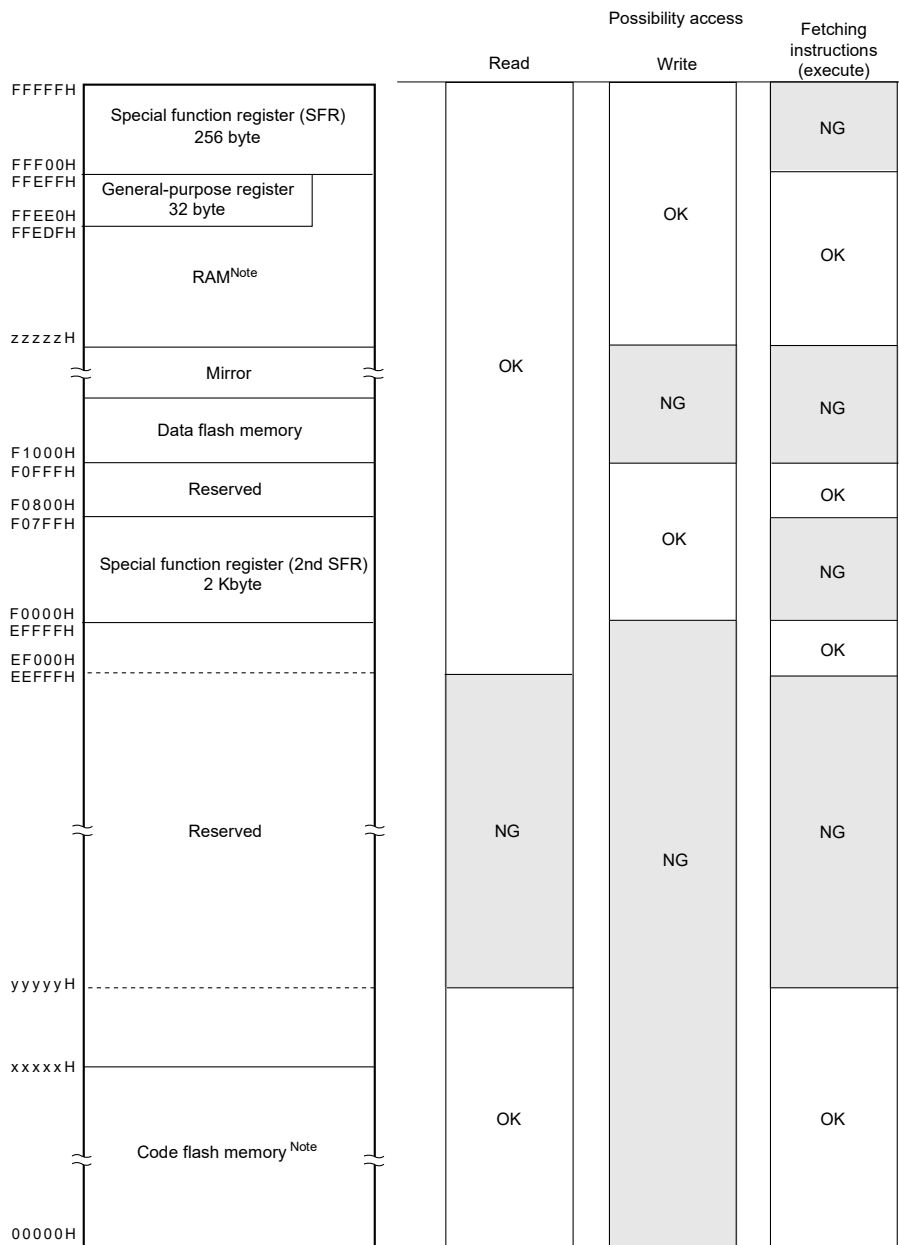 Possibility access
Read
Write
Fetching
instructions
(execute)
FFFFFH
Special function register (SFR)
256 byte
NG
FFF00H
FFEFFH
General-purpose register
32 byte
FFEE0H
FFEDFH
OK
OK
RAMNote
zzzzzH
Mirror
OK
NG
NG
Data flash memory
F1000H
F0FFFH
Reserved
OK
F0800H
F07FFH
OK
Special function register (2nd SFR)
2 Kbyte
NG
F0000H
EFFFFH
OK
EF000H
EEFFFH
Reserved
NG
NG
NG
yyyyyH
xxxxxH
OK
OK
Code flash memory Note
00000H